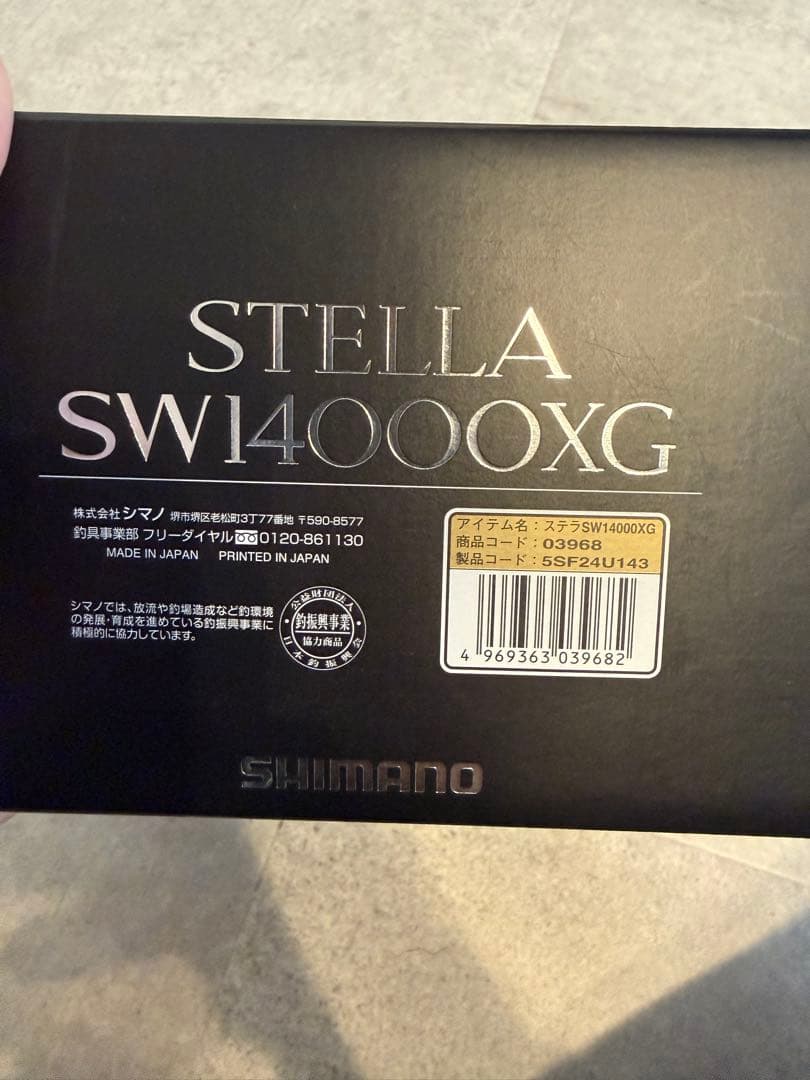 STELLA
SW14000XG
株式会社シマノ 堺市堺区老松町3丁77番地 〒590-8577
釣具事業部 フリーダイヤル 0120-861130
MADE IN JAPAN PRINTED IN JAPAN
シマノでは、放流や釣場造成など釣環境
の発展・育成を進めている釣振興事業に
積極的に協力しています。
公益財団法人
釣振興事業
協力商品
日本釣振興会
アイテム名：ステラSW14000XG
商品コード：03968
製品コード：5SF24U143
4 969363 039682
SHIMANO